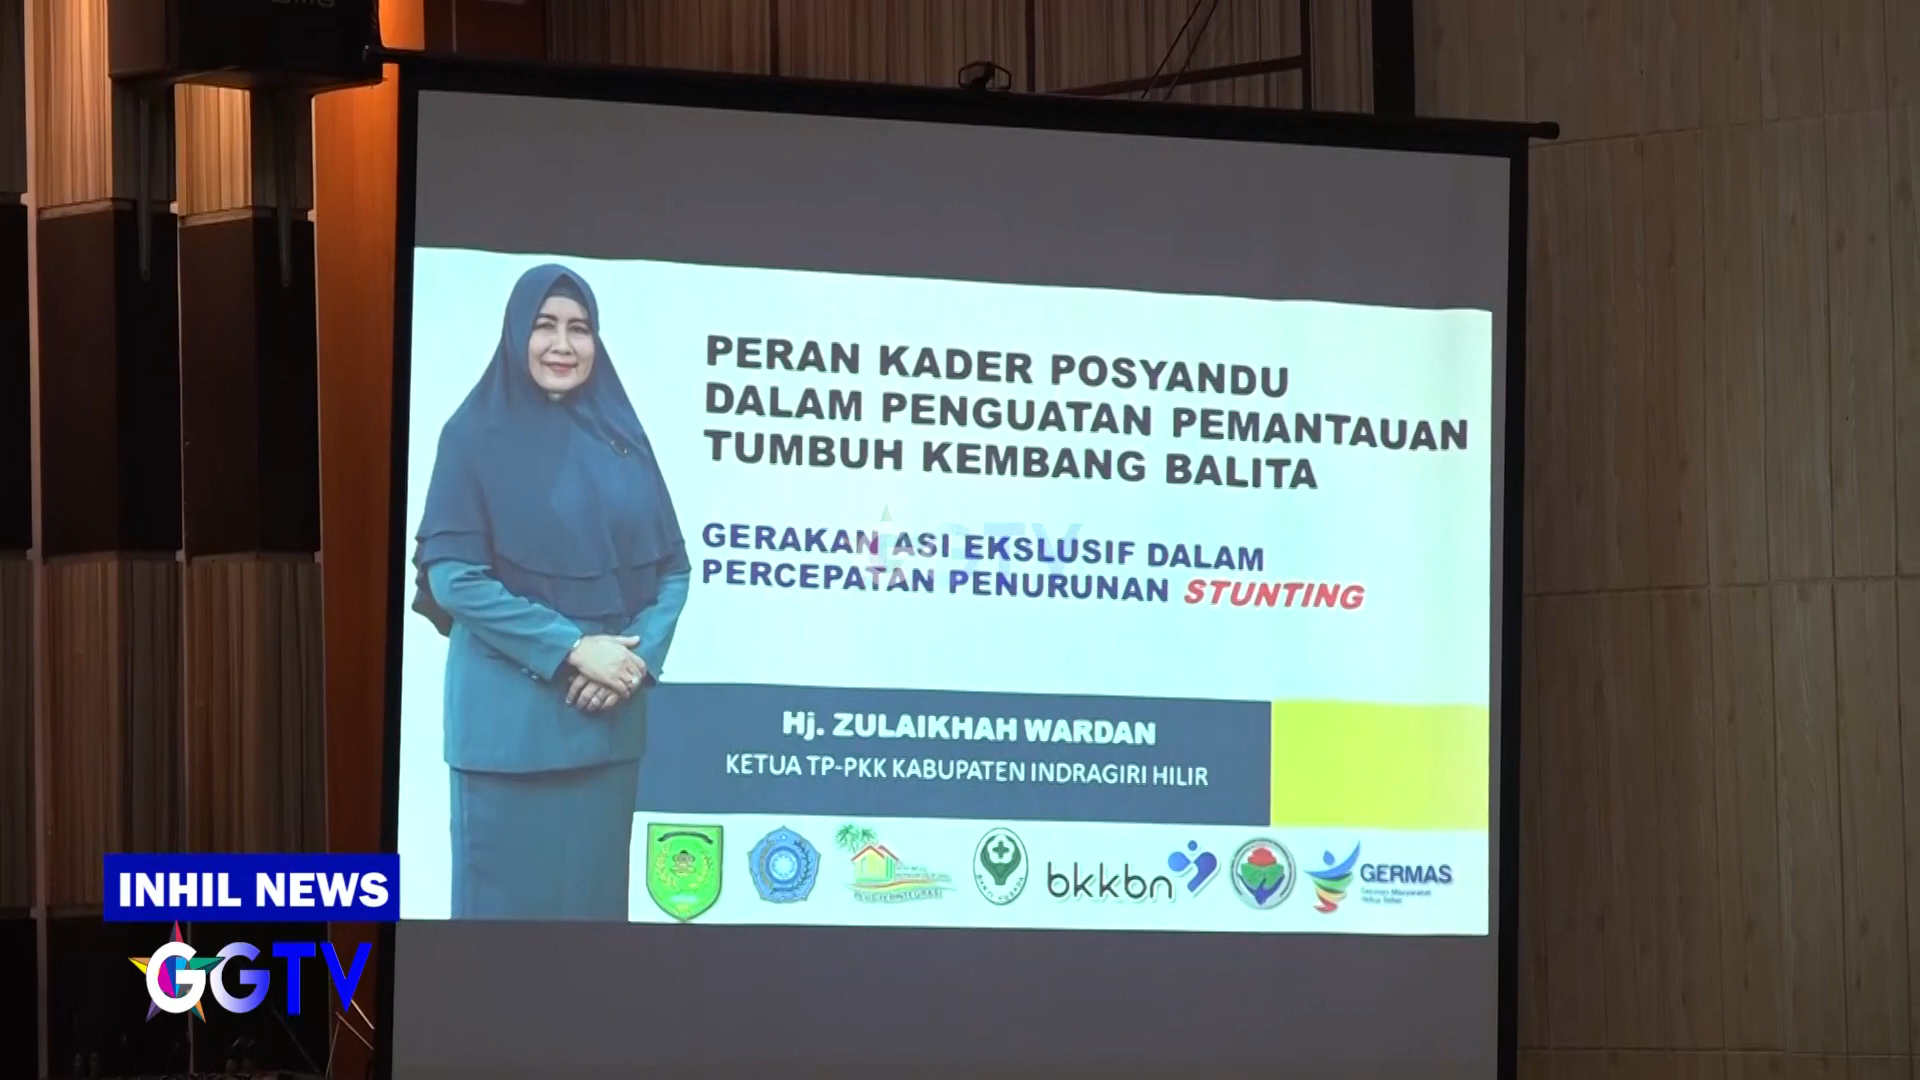 PERAN KADER POSYANDU
DALAM PENGUATAN PEMANTAUAN
TUMBUH KEMBANG BALITA
GERAKAN ASI EKSLUSIF DALAM
PERCEPATAN PENURUNAN STUNTING
Hj. ZULAIKHAH WARDAN
KETUA TP-PKK KABUPATEN INDRAGIRI HILIR
bkkbn
GERMAS
INHIL NEWS
GGTV
GGTV